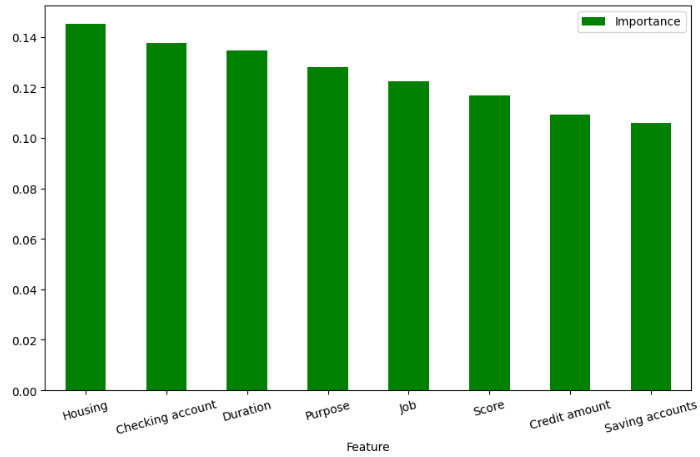 Importance
0.14
0.12
0.10
0.08
0.06
0.04
0.02
0.00
Housing
Checking account
Duration
Purpose
Job
Score
Credit amount
Saving accounts
Feature